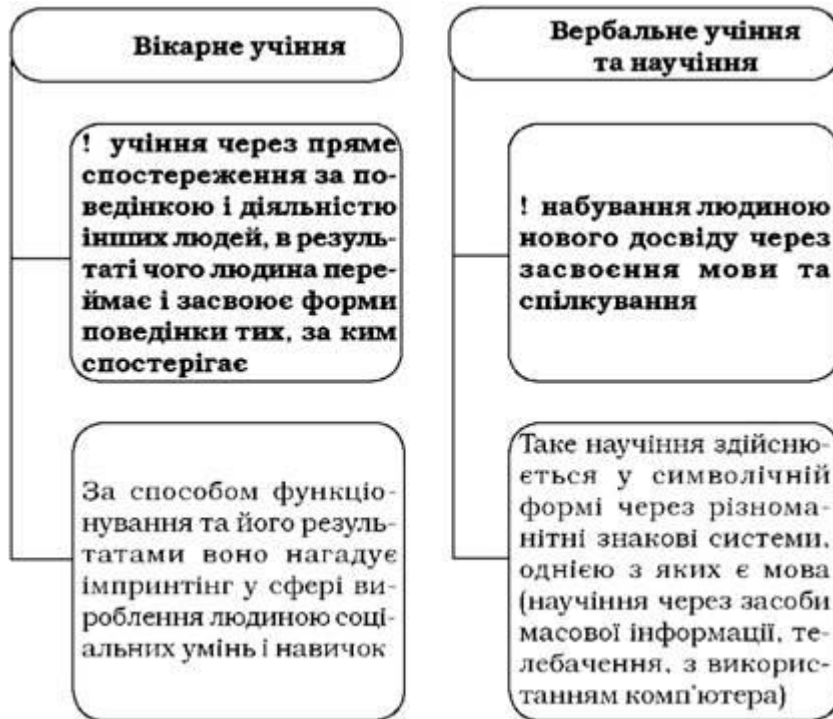 Вікарне учіння
! учіння через пряме
спостереження за по-
ведінкою і діяльністю
інших людей, в резуль-
таті чого людина пере-
ймає і засвоює форми
поведінки тих, за ким
спостерігає
За способом функціо-
нування та його резуль-
татами воно нагадує
імпринтінг у сфері ви-
роблення людиною соці-
альних умінь і навичок
Вербальне учіння
та научіння
! набування людиною
нового досвіду через
засвоєння мови та
спілкування
Таке научіння здійсню-
ється у символічній
формі через різнома-
нітні знакові системи,
однією з яких є мова
(научіння через засоби
масової інформації, те-
лебачення, з викорис-
танням комп'ютера)